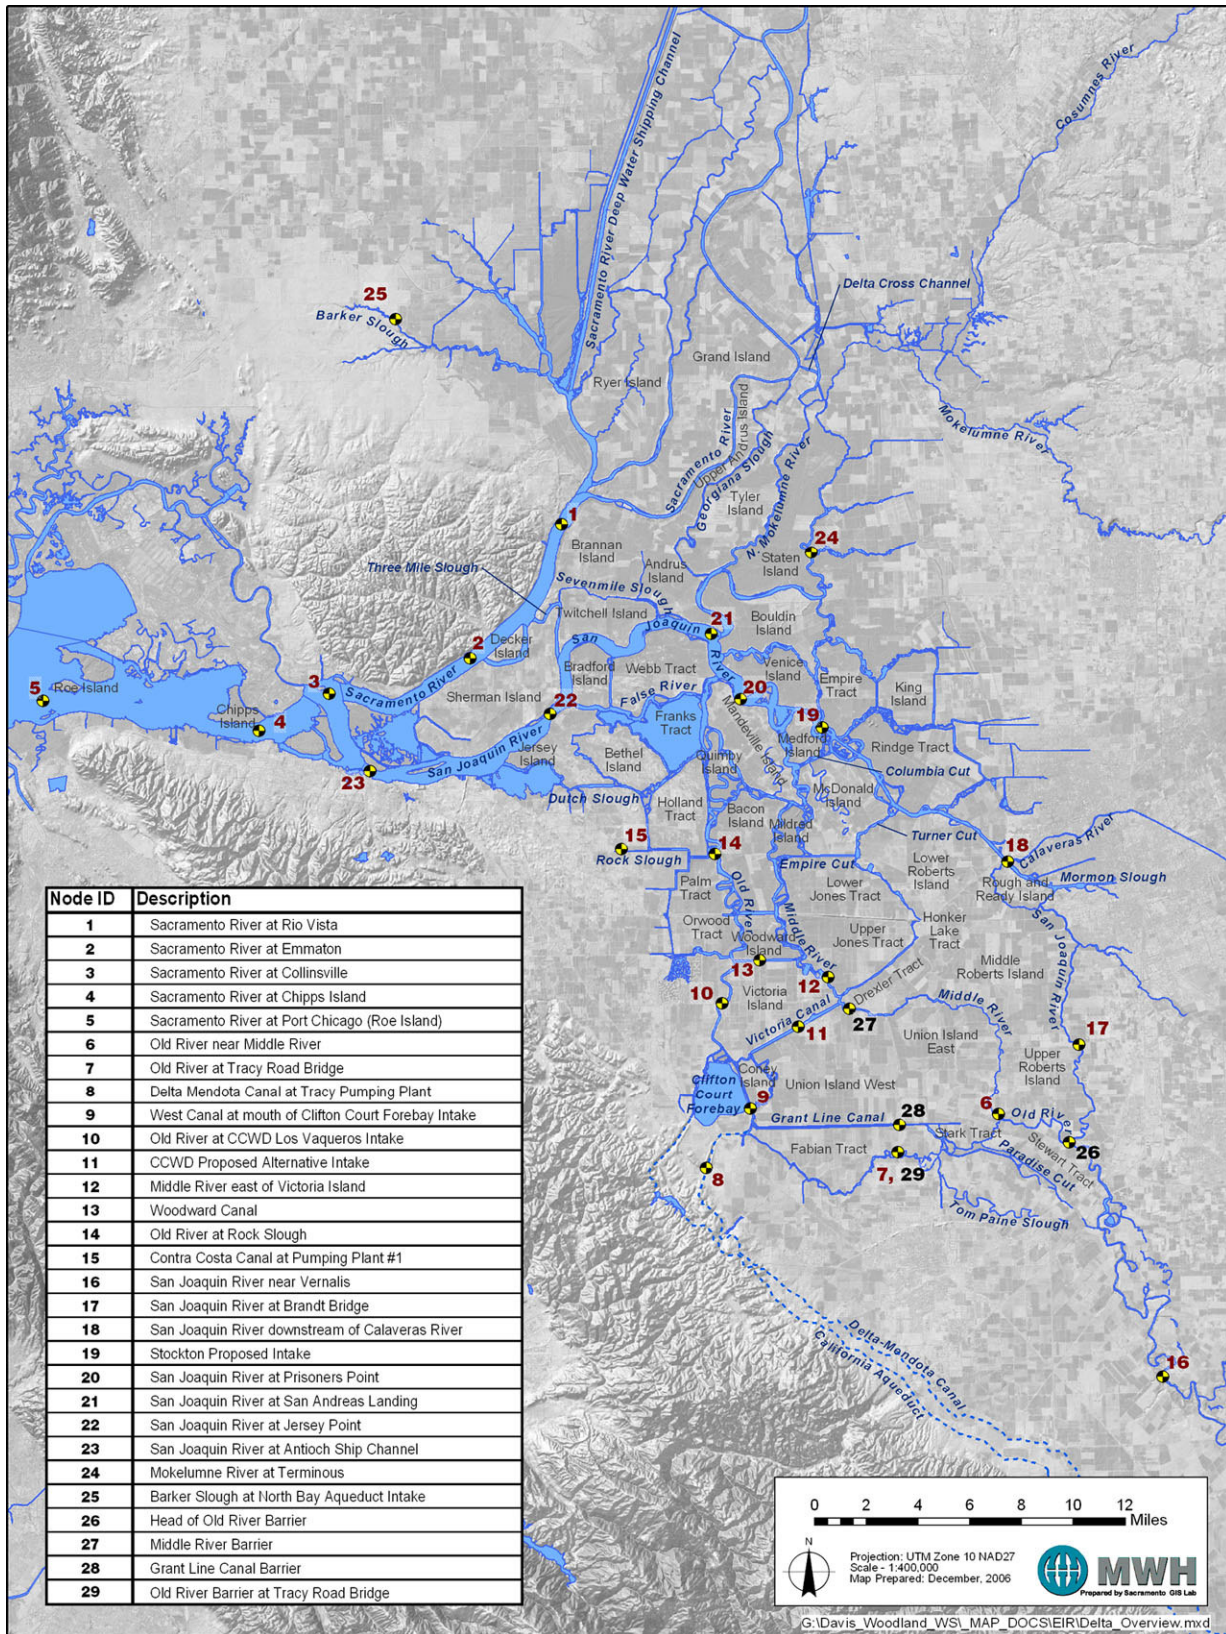 Sacramento River Deep Water Shipping Channel
Cosumnes River
Delta Cross Channel
25
Barker Slough
Grand Island
Ryer Island
Mokelumne River
Sacramento River
Upper Andrus Island
Georgiana Slough
Tyler
Island
N. Mokelumne River
1
Brannan
Island
24
Staten
Island
Three Mile Slough
Andrus
Island
Sevenmile Slough
Twitchell Island
21
Bouldin
Island
San
Joaquin
River
Decker
Island
2
Bradford
Island
Webb Tract
Venice
Island
Empire
Tract
King
Island
5
Roe Island
3
Sacramento River
Sherman Island
False River
20
Chipps
Island
4
22
Franks
Tract
Mandeville Island
19
Medford
Island
Rindge Tract
San Joaquin River
Jersey
Island
Bethel
Island
Quimby
Island
Columbia Cut
23
McDonald
Island
Dutch Slough
Holland
Tract
Bacon
Island
Mildred
Island
Turner Cut
15
Rock Slough
14
Empire Cut
Lower
Roberts
Island
18
Calaveras River
Mormon Slough
Rough and
Ready Island
Palm
Tract
Old River
Lower
Jones Tract
Orwood
Tract
Middle River
Upper
Jones Tract
Honker
Lake
Tract
San Joaquin River
Woodward
Island
13
Middle
Roberts Island
12
10
Victoria
Island
Drexler Tract
Middle River
Victoria Canal
11
27
Union Island
East
17
Upper
Roberts
Island
Clifton
Court
Forebay
Coney
Island
Union Island West
9
Grant Line Canal
28
6
Old River
Stark Tract
Stewart Tract
26
Fabian Tract
Paradise Cut
8
7, 29
Tom Paine Slough
Delta-Mendota Canal
California Aqueduct
16
Node ID Description
1 Sacramento River at Rio Vista
2 Sacramento River at Emmaton
3 Sacramento River at Collinsville
4 Sacramento River at Chipps Island
5 Sacramento River at Port Chicago (Roe Island)
6 Old River near Middle River
7 Old River at Tracy Road Bridge
8 Delta Mendota Canal at Tracy Pumping Plant
9 West Canal at mouth of Clifton Court Forebay Intake
10 Old River at CCWD Los Vaqueros Intake
11 CCWD Proposed Alternative Intake
12 Middle River east of Victoria Island
13 Woodward Canal
14 Old River at Rock Slough
15 Contra Costa Canal at Pumping Plant #1
16 San Joaquin River near Vernalis
17 San Joaquin River at Brandt Bridge
18 San Joaquin River downstream of Calaveras River
19 Stockton Proposed Intake
20 San Joaquin River at Prisoners Point
21 San Joaquin River at San Andreas Landing
22 San Joaquin River at Jersey Point
23 San Joaquin River at Antioch Ship Channel
24 Mokelumne River at Terminous
25 Barker Slough at North Bay Aqueduct Intake
26 Head of Old River Barrier
27 Middle River Barrier
28 Grant Line Canal Barrier
29 Old River Barrier at Tracy Road Bridge
0 2 4 6 8 10 12
Miles
N
Projection: UTM Zone 10 NAD27
Scale - 1:400,000
Map Prepared: December, 2006
MWH
Prepared by Sacramento GIS Lab
G:\Davis_Woodland_WS\_MAP_DOCS\EIR\Delta_Overview.mxd